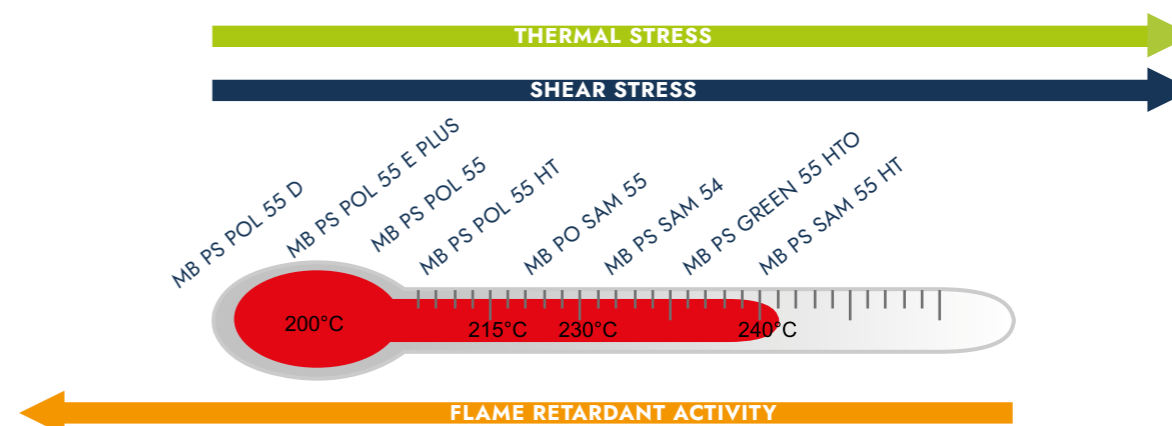 THERMAL STRESS
SHEAR STRESS
MB PS POL 55 D
MB PS POL 55 E PLUS
MB PS POL 55
MB PS POL 55 HT
MB PO SAM 55
MB PS SAM 54
MB PS GREEN 55 HTO
MB PS SAM 55 HT
200°C
215°C
230°C
240°C
FLAME RETARDANT ACTIVITY